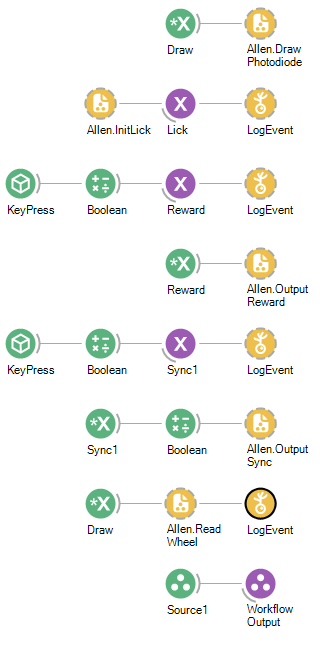 Draw
Allen.Draw
Photodiode
Allen.InitLick
Lick
LogEvent
KeyPress
Boolean
Reward
LogEvent
Reward
Allen.Output
Reward
KeyPress
Boolean
Sync1
LogEvent
Sync1
Boolean
Allen.Output
Sync
Draw
Allen.Read
Wheel
LogEvent
Source1
Workflow
Output